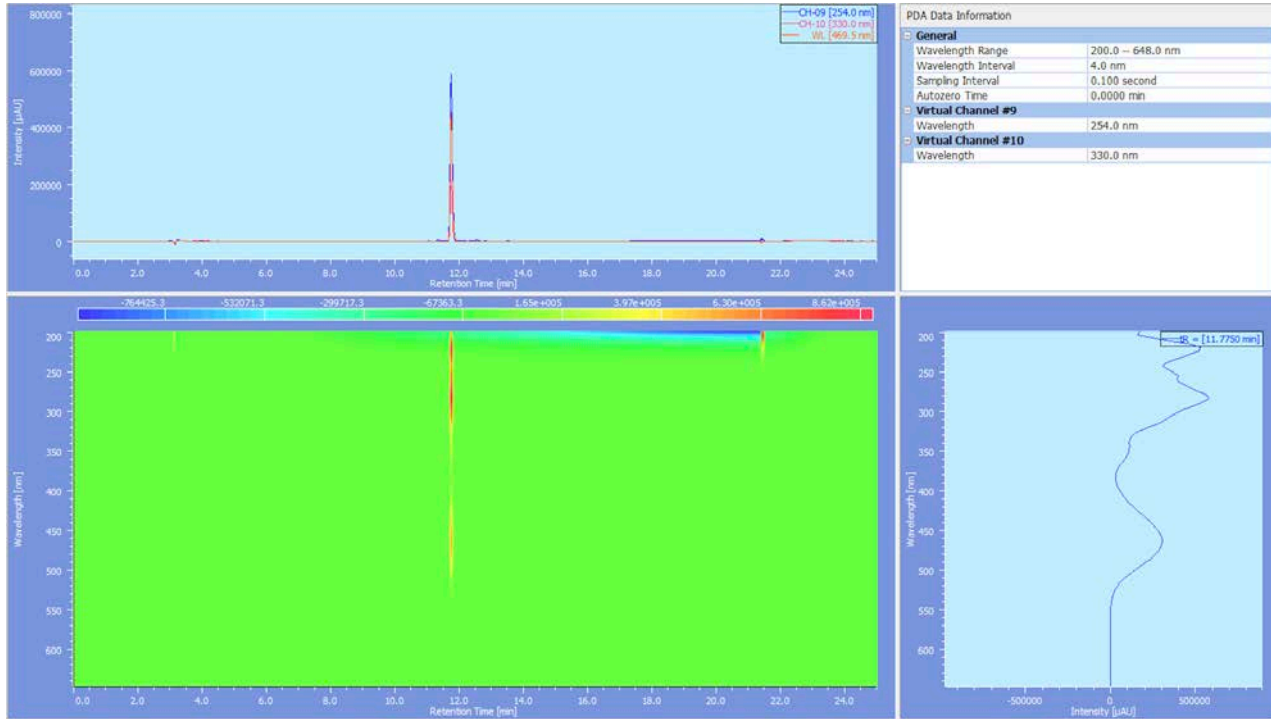 CH-09 [254.0 nm]
CH-10 [330.0 nm]
WL [469.5 nm]
800000
600000
400000
200000
0
Intensity [µAU]
0.0 2.0 4.0 6.0 8.0 10.0 12.0 14.0 16.0 18.0 20.0 22.0 24.0
Retention Time [min]
PDA Data Information
General
Wavelength Range 200.0 -- 648.0 nm
Wavelength Interval 4.0 nm
Sampling Interval 0.100 second
Autozero Time 0.0000 min
Virtual Channel #9
Wavelength 254.0 nm
Virtual Channel #10
Wavelength 330.0 nm
-764425.3 -532071.3 -299717.3 -67363.3 1.65e+005 3.97e+005 6.30e+005 8.62e+005
200
250
300
350
400
450
500
550
600
Wavelength [nm]
0.0 2.0 4.0 6.0 8.0 10.0 12.0 14.0 16.0 18.0 20.0 22.0 24.0
Retention Time [min]
tR = [11.7750 min]
200
250
300
350
400
450
500
550
600
Wavelength [nm]
-500000 0 500000
Intensity [µAU]